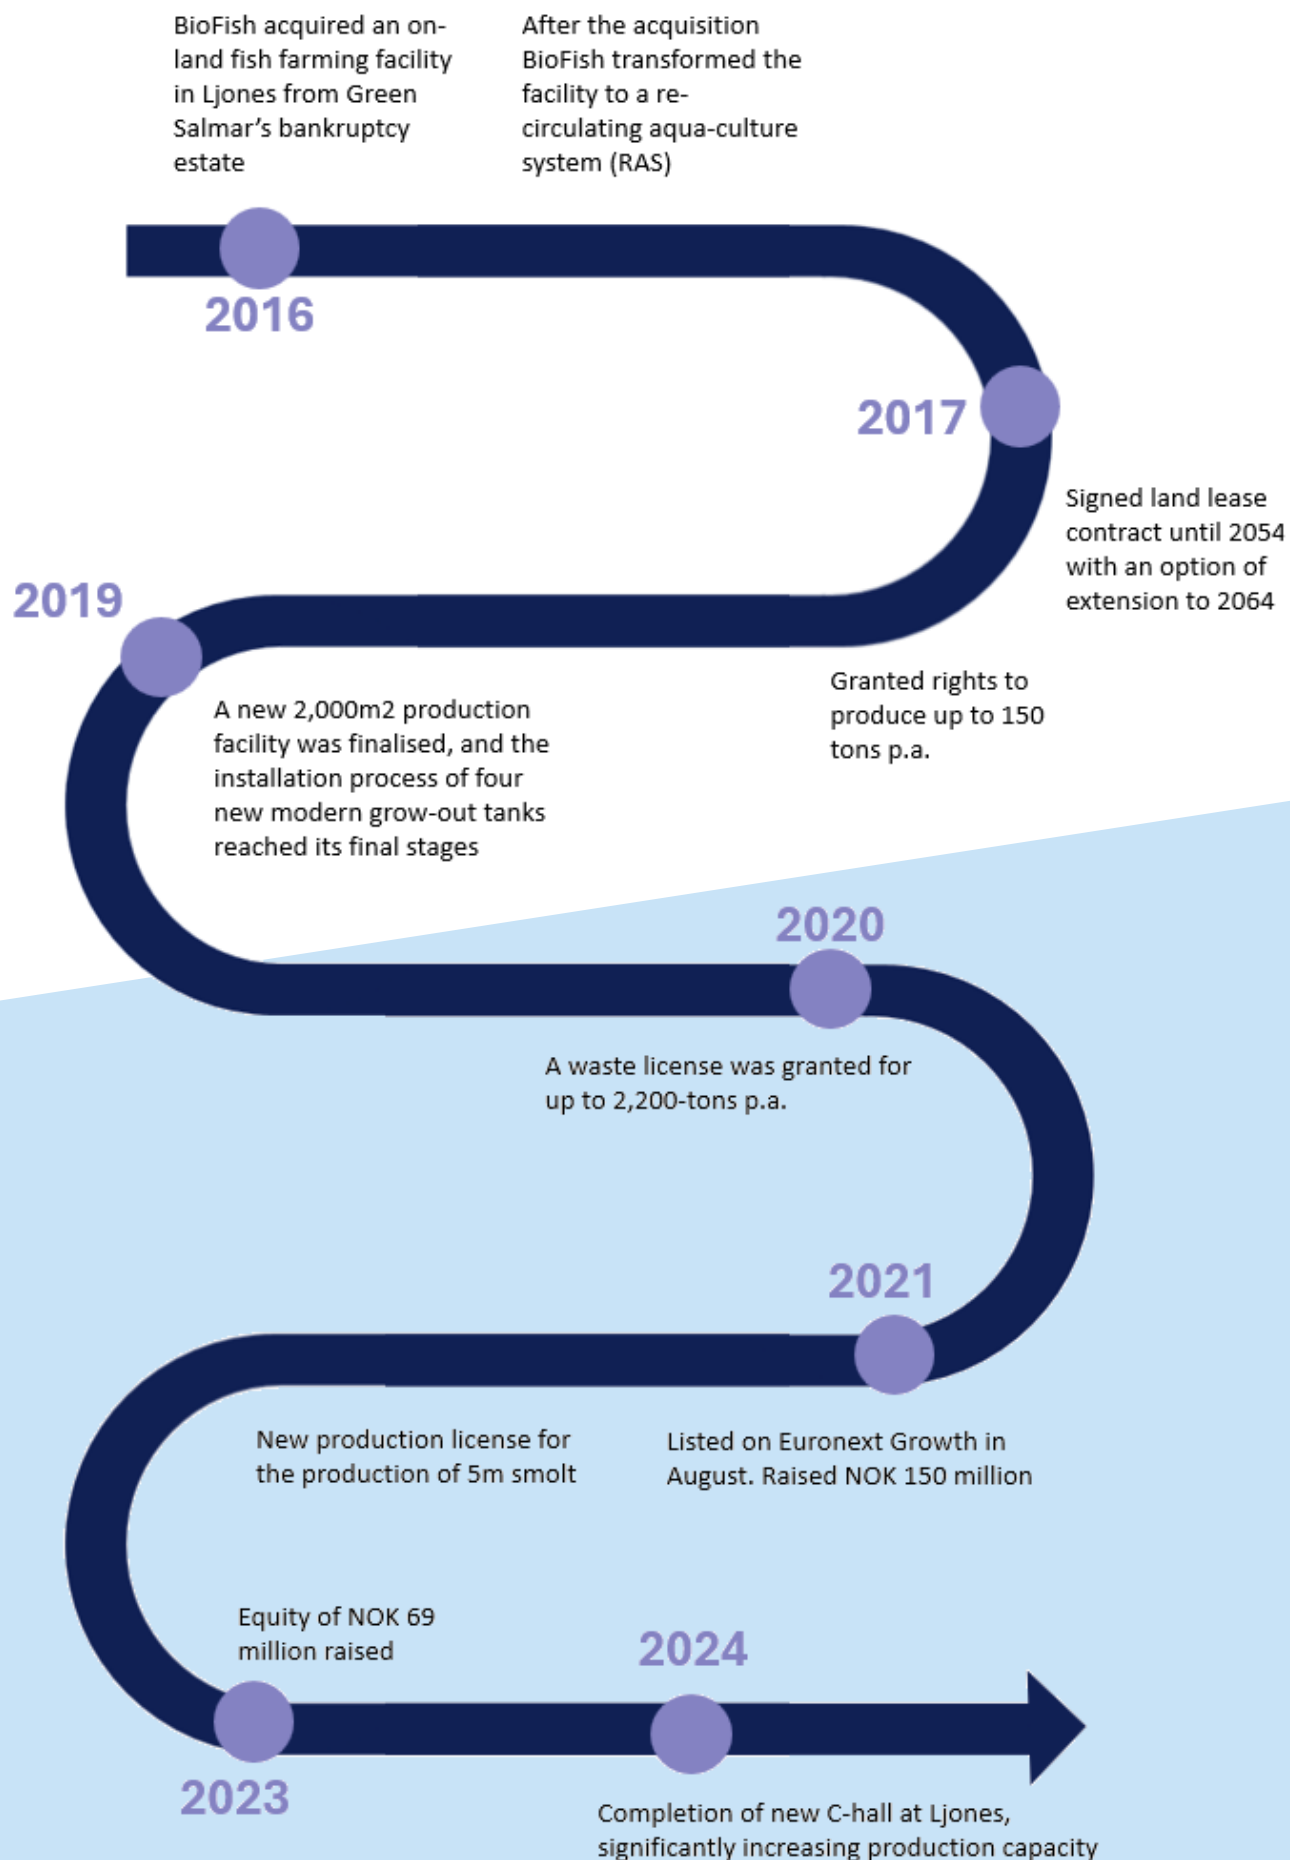 BioFish acquired an on-
land fish farming facility
in Ljones from Green
Salmar's bankruptcy
estate
After the acquisition
BioFish transformed the
facility to a re-
circulating aqua-culture
system (RAS)
2016
2017
Signed land lease
contract until 2054
with an option of
extension to 2064
Granted rights to
produce up to 150
tons p.a.
2019
A new 2,000m2 production
facility was finalised, and the
installation process of four
new modern grow-out tanks
reached its final stages
2020
A waste license was granted for
up to 2,200-tons p.a.
2021
Listed on Euronext Growth in
August. Raised NOK 150 million
New production license for
the production of 5m smolt
Equity of NOK 69
million raised
2023
2024
Completion of new C-hall at Ljones,
significantly increasing production capacity